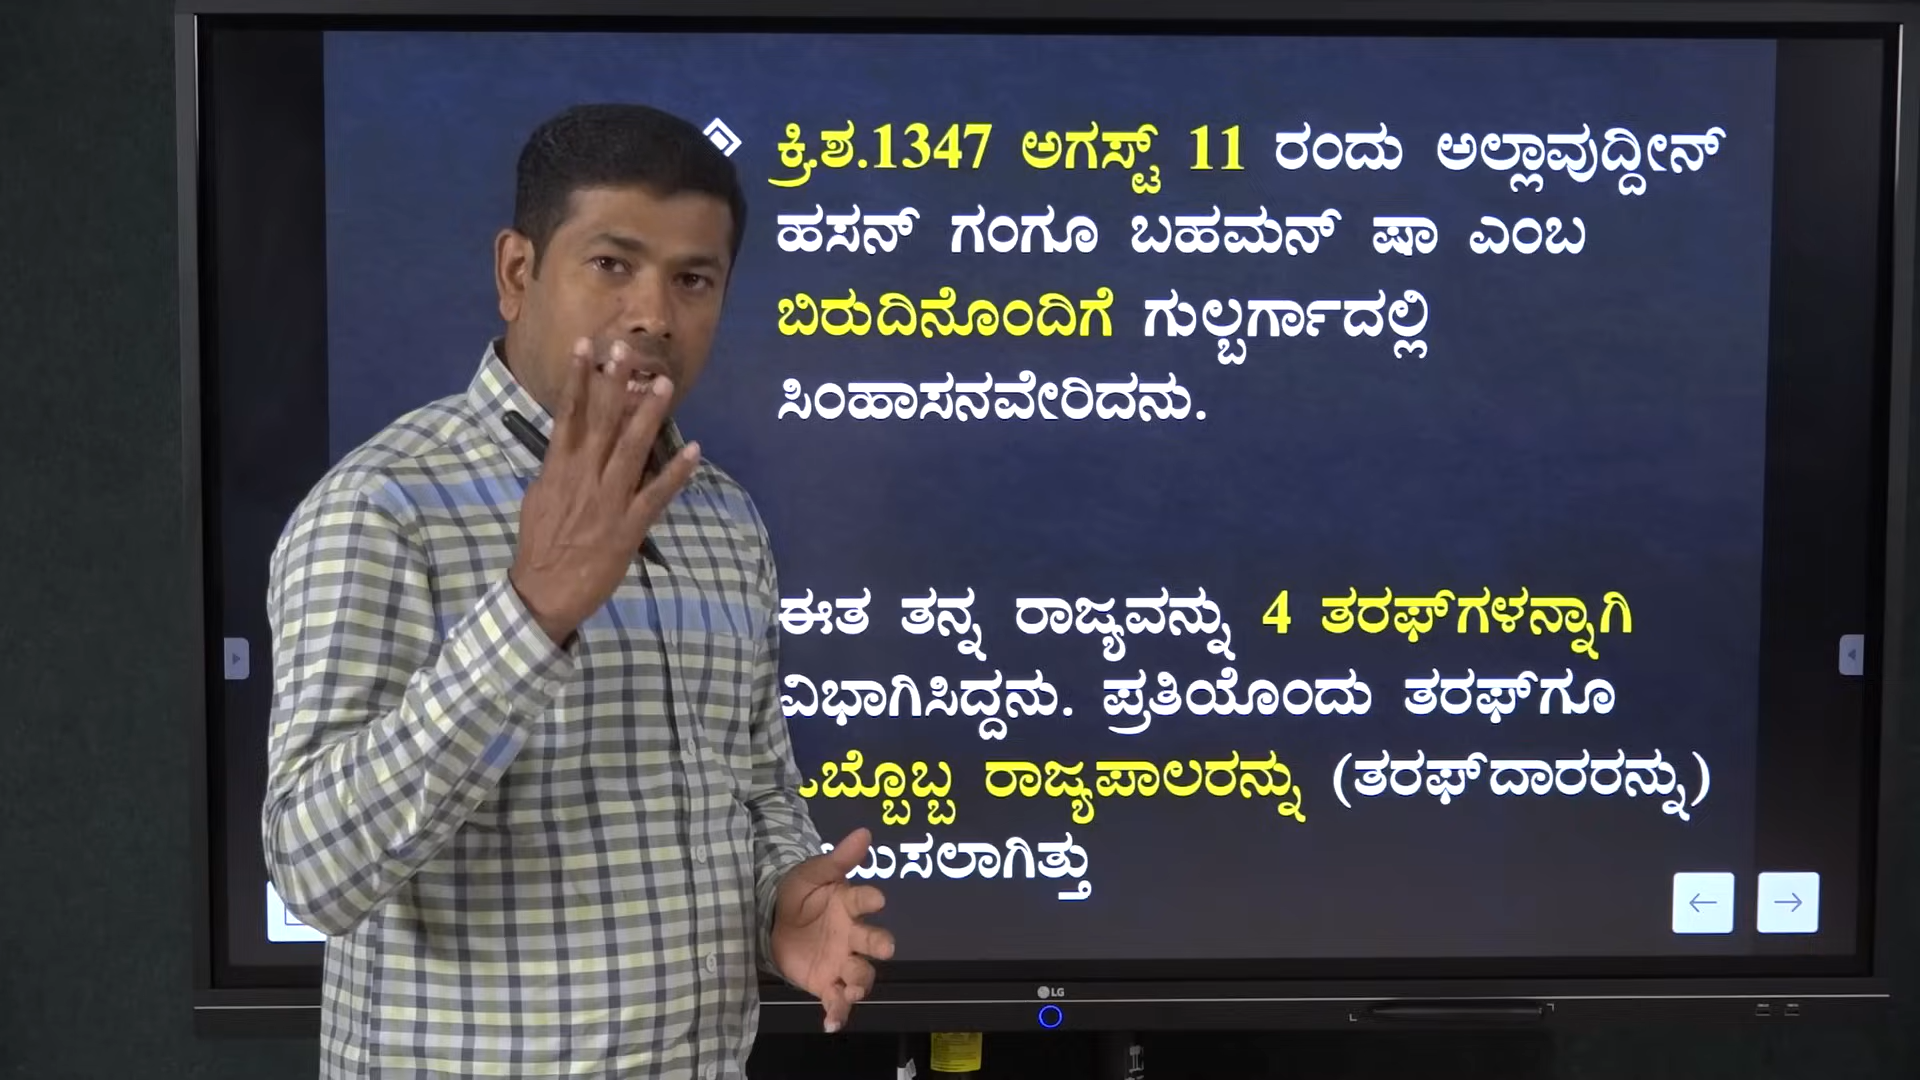 ಕ್ರಿ.ಶ.1347 ಅಗಸ್ಟ್ 11 ರಂದು ಅಲ್ಲಾವುದ್ದೀನ್
ಹಸನ್ ಗಂಗೂ ಬಹಮನ್ ಷಾ ಎಂಬ
ಬಿರುದಿನೊಂದಿಗೆ ಗುಲ್ಬರ್ಗಾದಲ್ಲಿ
ಸಿಂಹಾಸನವೇರಿದನು.
ಈತ ತನ್ನ ರಾಜ್ಯವನ್ನು 4 ತರಫ್‌ಗಳನ್ನಾಗಿ
ವಿಭಾಗಿಸಿದ್ದನು. ಪ್ರತಿಯೊಂದು ತರಫ್‌ಗೂ
ಒಬ್ಬೊಬ್ಬ ರಾಜ್ಯಪಾಲರನ್ನು (ತರಫ್‌ದಾರರನ್ನು)
LG